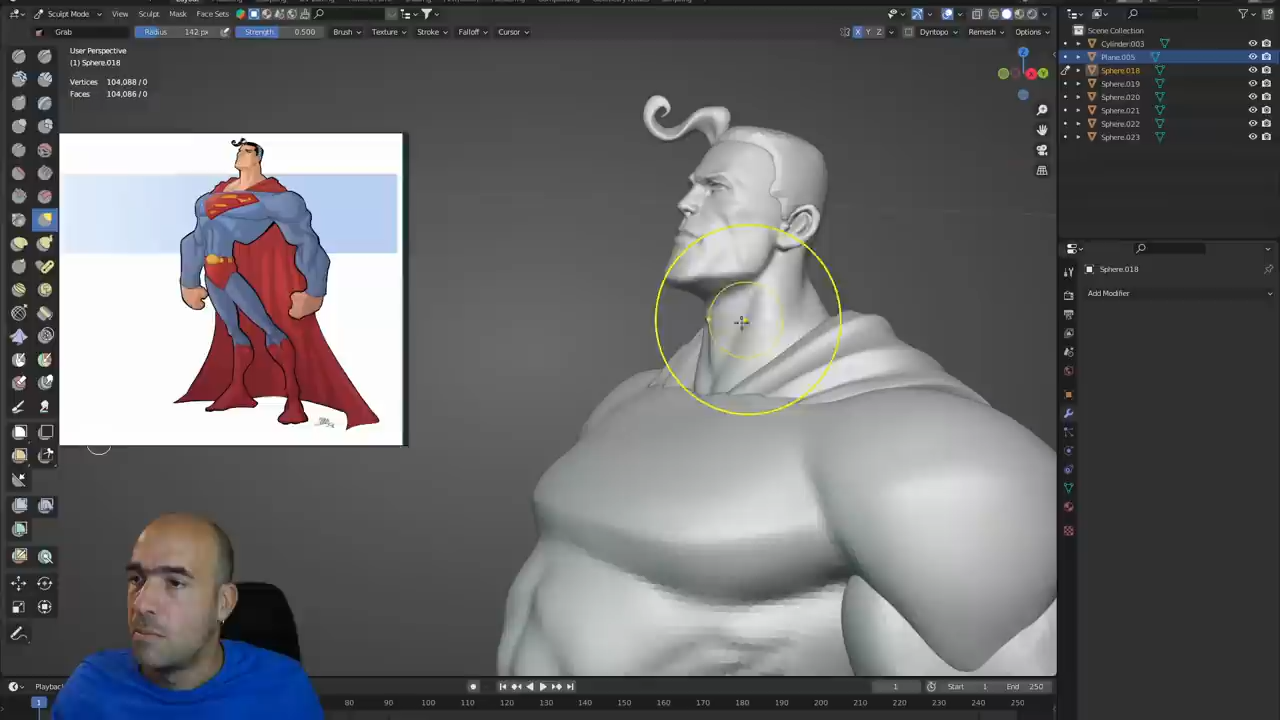 Sculpt Mode
View
Sculpt
Mask
Face Sets
Grab
Radius
142 px
Strength
0.500
Brush
Texture
Stroke
Falloff
Cursor
X
Y
Z
Dyntopo
Remesh
Options
User Perspective
(1) Sphere.018
Vertices 104,088 / 0
Faces 104,086 / 0
Z
X
Y
Scene Collection
Cylinder.003
Plane.005
Sphere.018
Sphere.019
Sphere.020
Sphere.021
Sphere.022
Sphere.023
Sphere.018
Add Modifier
Playback
1
Start 1
End 250
1
80 90 100 110 120 130 140 150 160 170 180 190 200 210 220 230 240 250